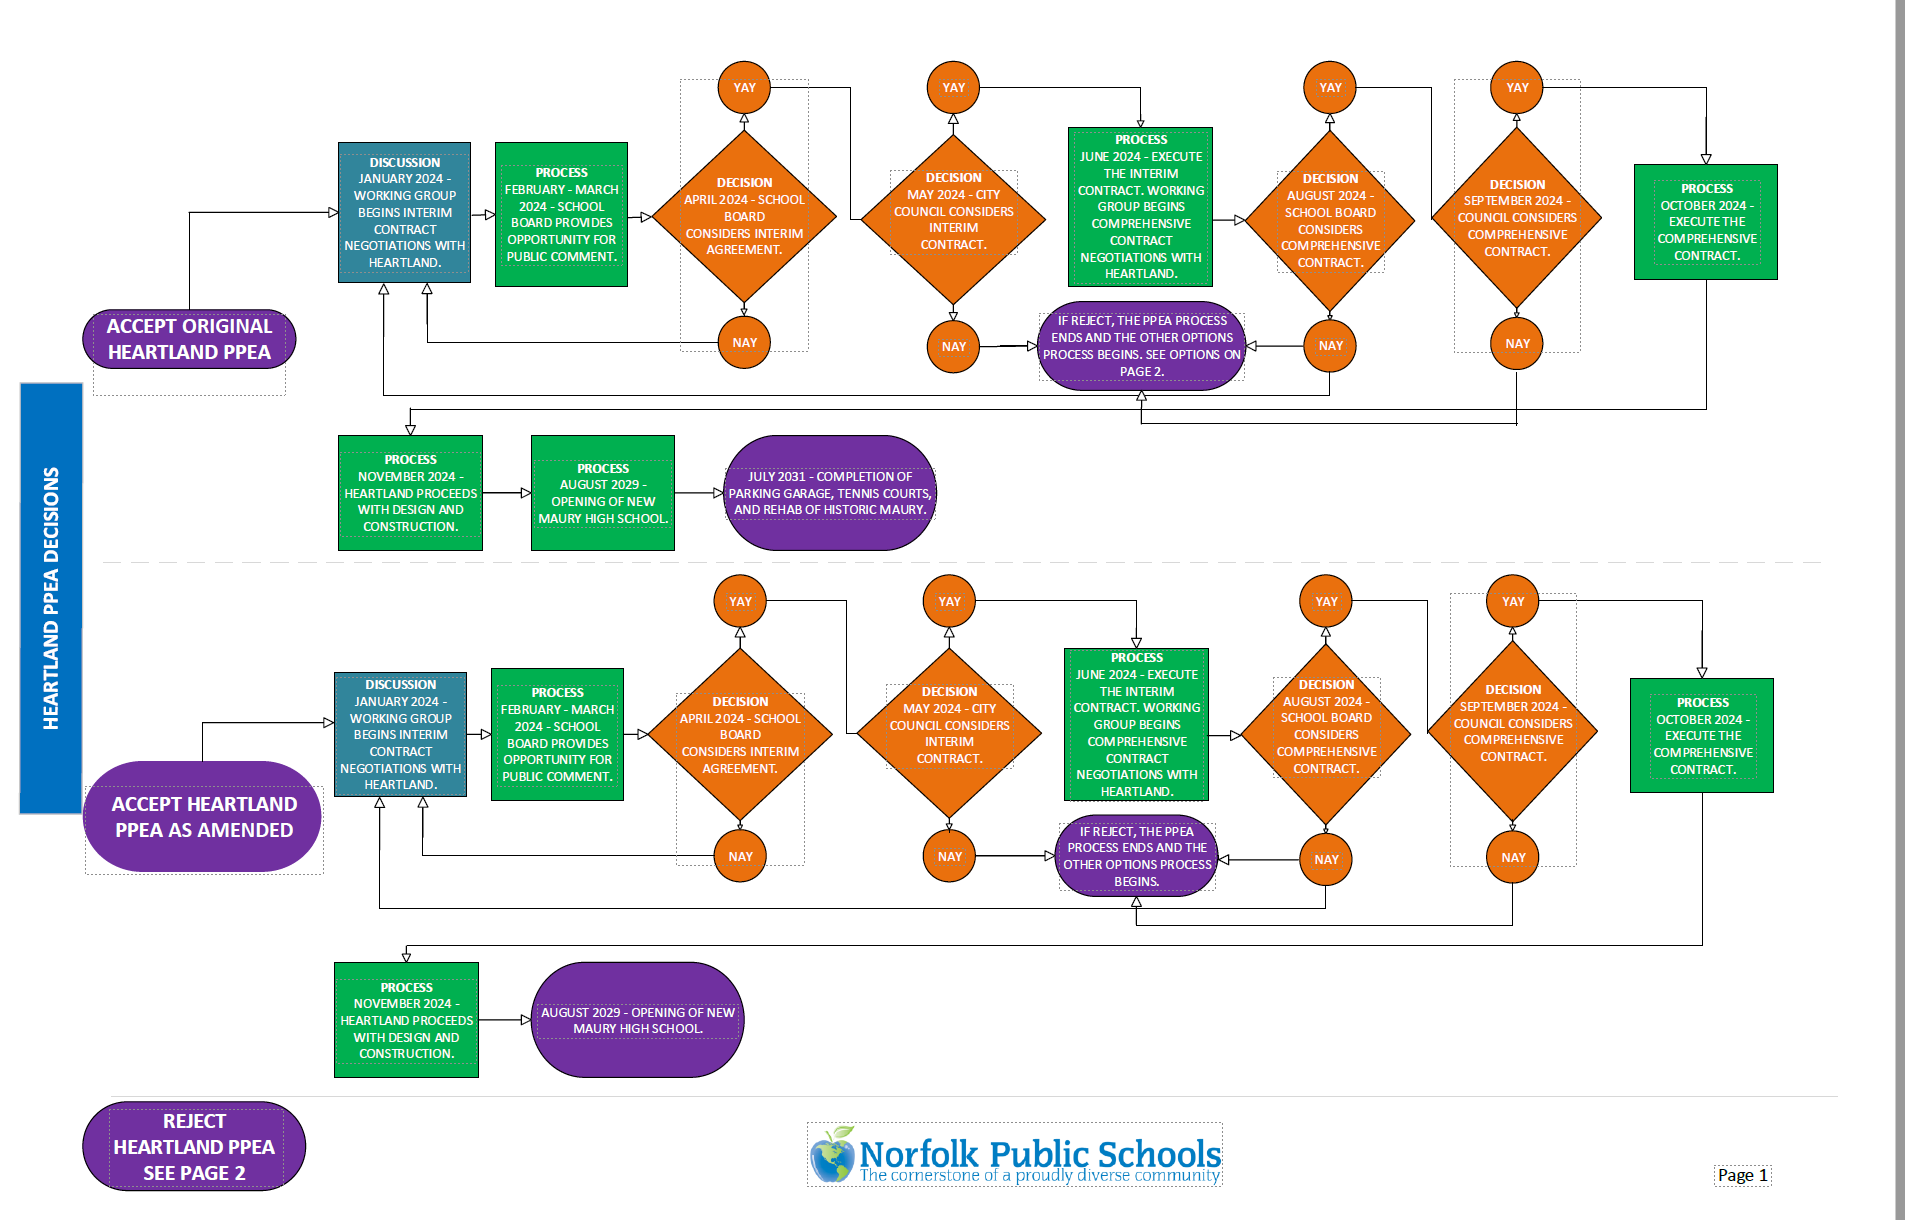 HEARTLAND PPEA DECISIONS
ACCEPT ORIGINAL
HEARTLAND PPEA
DISCUSSION
JANUARY 2024 -
WORKING GROUP
BEGINS INTERIM
CONTRACT
NEGOTIATIONS WITH
HEARTLAND.
PROCESS
FEBRUARY - MARCH
2024 - SCHOOL
BOARD PROVIDES
OPPORTUNITY FOR
PUBLIC COMMENT.
YAY
DECISION
APRIL 2024 - SCHOOL
BOARD
CONSIDERS INTERIM
AGREEMENT.
NAY
YAY
DECISION
MAY 2024 - CITY
COUNCIL CONSIDERS
INTERIM
CONTRACT.
NAY
PROCESS
JUNE 2024 - EXECUTE
THE INTERIM
CONTRACT. WORKING
GROUP BEGINS
COMPREHENSIVE
CONTRACT
NEGOTIATIONS WITH
HEARTLAND.
IF REJECT, THE PPEA PROCESS
ENDS AND THE OTHER OPTIONS
PROCESS BEGINS. SEE OPTIONS ON
PAGE 2.
YAY
DECISION
AUGUST 2024 -
SCHOOL BOARD
CONSIDERS
COMPREHENSIVE
CONTRACT.
NAY
YAY
DECISION
SEPTEMBER 2024 -
COUNCIL CONSIDERS
COMPREHENSIVE
CONTRACT.
NAY
PROCESS
OCTOBER 2024 -
EXECUTE THE
COMPREHENSIVE
CONTRACT.
PROCESS
NOVEMBER 2024 -
HEARTLAND PROCEEDS
WITH DESIGN AND
CONSTRUCTION.
PROCESS
AUGUST 2029 -
OPENING OF NEW
MAURY HIGH SCHOOL.
JULY 2031 - COMPLETION OF
PARKING GARAGE, TENNIS COURTS,
AND REHAB OF HISTORIC MAURY.
ACCEPT HEARTLAND
PPEA AS AMENDED
DISCUSSION
JANUARY 2024 -
WORKING GROUP
BEGINS INTERIM
CONTRACT
NEGOTIATIONS WITH
HEARTLAND.
PROCESS
FEBRUARY - MARCH
2024 - SCHOOL
BOARD PROVIDES
OPPORTUNITY FOR
PUBLIC COMMENT.
YAY
DECISION
APRIL 2024 - SCHOOL
BOARD
CONSIDERS INTERIM
AGREEMENT.
NAY
YAY
DECISION
MAY 2024 - CITY
COUNCIL CONSIDERS
INTERIM
CONTRACT.
NAY
PROCESS
JUNE 2024 - EXECUTE
THE INTERIM
CONTRACT. WORKING
GROUP BEGINS
COMPREHENSIVE
CONTRACT
NEGOTIATIONS WITH
HEARTLAND.
IF REJECT, THE PPEA
PROCESS ENDS AND THE
OTHER OPTIONS PROCESS
BEGINS.
YAY
DECISION
AUGUST 2024 -
SCHOOL BOARD
CONSIDERS
COMPREHENSIVE
CONTRACT.
NAY
YAY
DECISION
SEPTEMBER 2024 -
COUNCIL CONSIDERS
COMPREHENSIVE
CONTRACT.
NAY
PROCESS
OCTOBER 2024 -
EXECUTE THE
COMPREHENSIVE
CONTRACT.
PROCESS
NOVEMBER 2024 -
HEARTLAND PROCEEDS
WITH DESIGN AND
CONSTRUCTION.
AUGUST 2029 - OPENING OF NEW
MAURY HIGH SCHOOL.
REJECT
HEARTLAND PPEA
SEE PAGE 2
Norfolk Public Schools
The cornerstone of a proudly diverse community
Page 1